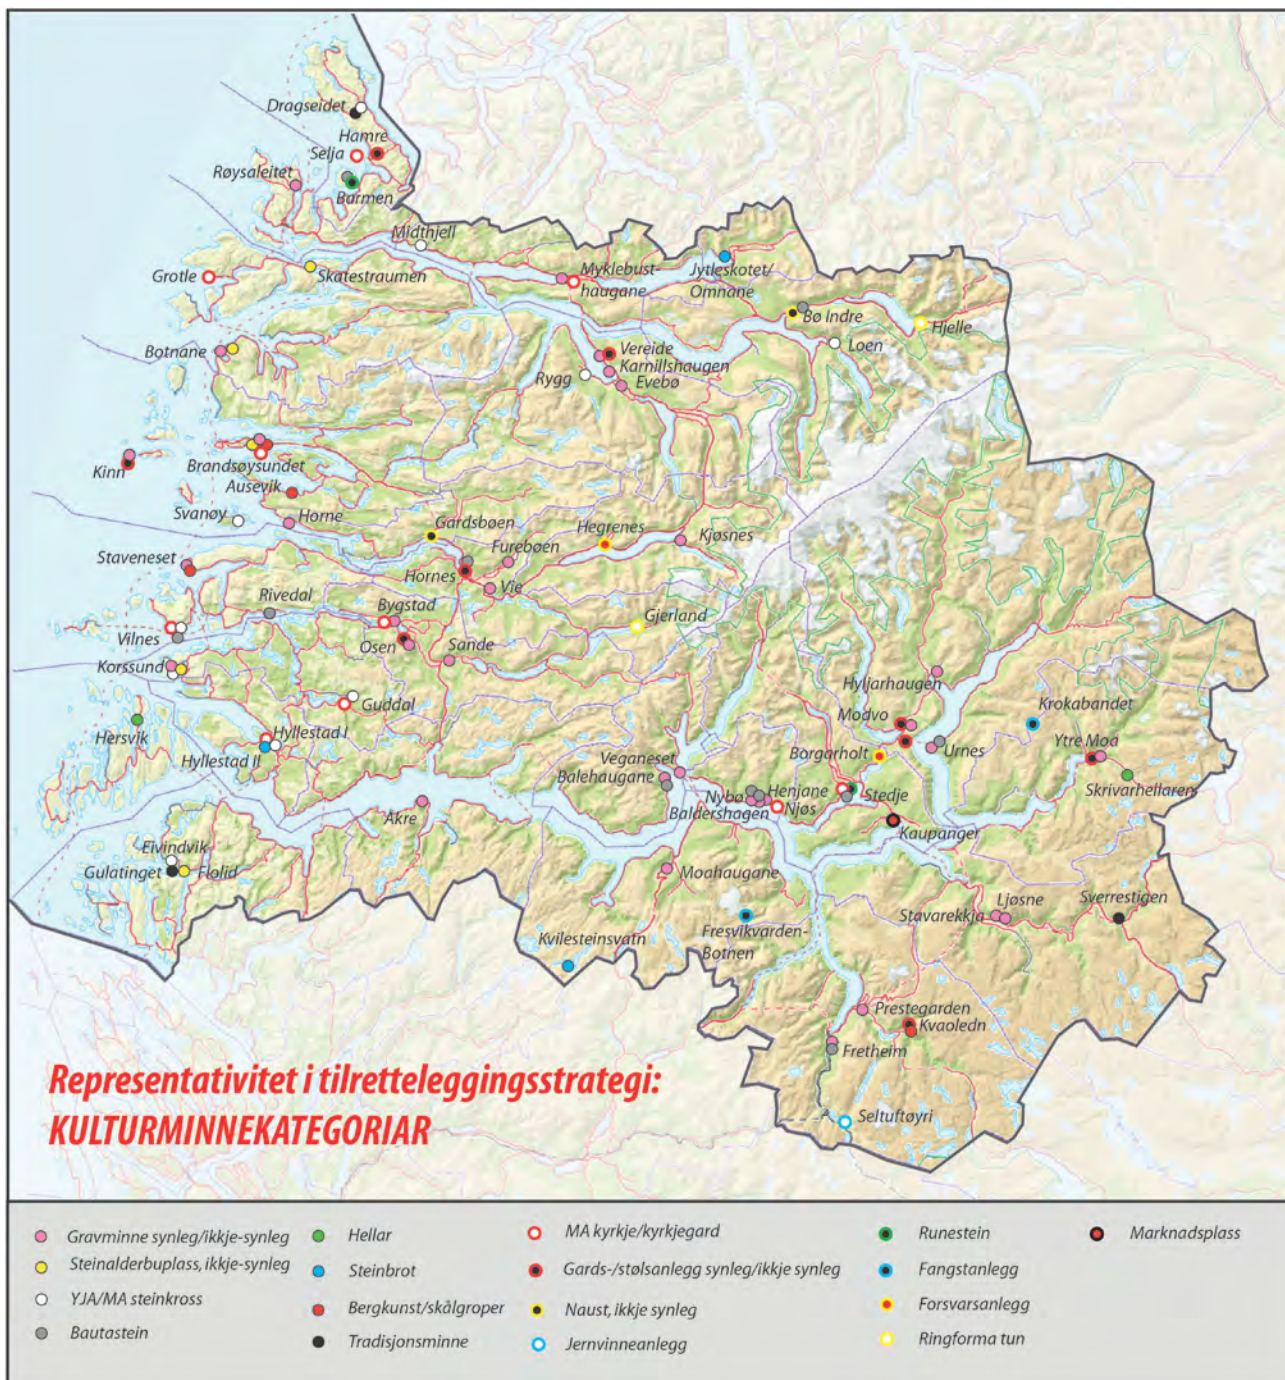 Dragseidet
Hamre
Selja
Røysaleitet
Barmen
Midthjell
Grotle
Skatestraumen
Myklebust-
haugane
Jytleskotet/
Omnane
Bø Indre
Hjelle
Loen
Botnane
Vereide
Karnillshaugen
Rygg
Evebø
Kinn
Brandsøysundet
Ausevik
Svanøy
Horne
Gardsbøen
Hegrenes
Kjøsnes
Furebøen
Staveneset
Hornes
Vie
Rivedal
Bygstad
Gjerland
Vilnes
Osen
Sande
Korssund
Guddal
Hyljarhaugen
Krokabandet
Modvo
Hersvik
Hyllestad I
Hyllestad II
Veganeset
Balehaugane
Borgarholt
Urnes
Ytre Moa
Skrivarhellaren
Nybø
Henjane
Baldershagen
Njøs
Stedje
Kaupanger
Åkre
Eivindvik
Gulatinget
Flolid
Moahaugane
Ljøsne
Stavarekkja
Sverrestigen
Fresvikvarden-
Botnen
Kvilesteinsvatn
Prestegarden
Kvaoledn
Fretheim
Seltuftøyri
Representativitet i tilretteleggingsstrategi:
KULTURMINNEKATEGORIAR
Gravminne synleg/ikkje-synleg
Steinalderbuplass, ikkje-synleg
YJA/MA steinkross
Bautastein
Hellar
Steinbrot
Bergkunst/skålgroper
Tradisjonsminne
MA kyrkje/kyrkjegard
Gards-/stølsanlegg synleg/ikkje synleg
Naust, ikkje synleg
Jernvinneanlegg
Runestein
Fangstanlegg
Forsvarsanlegg
Ringforma tun
Marknadsplass